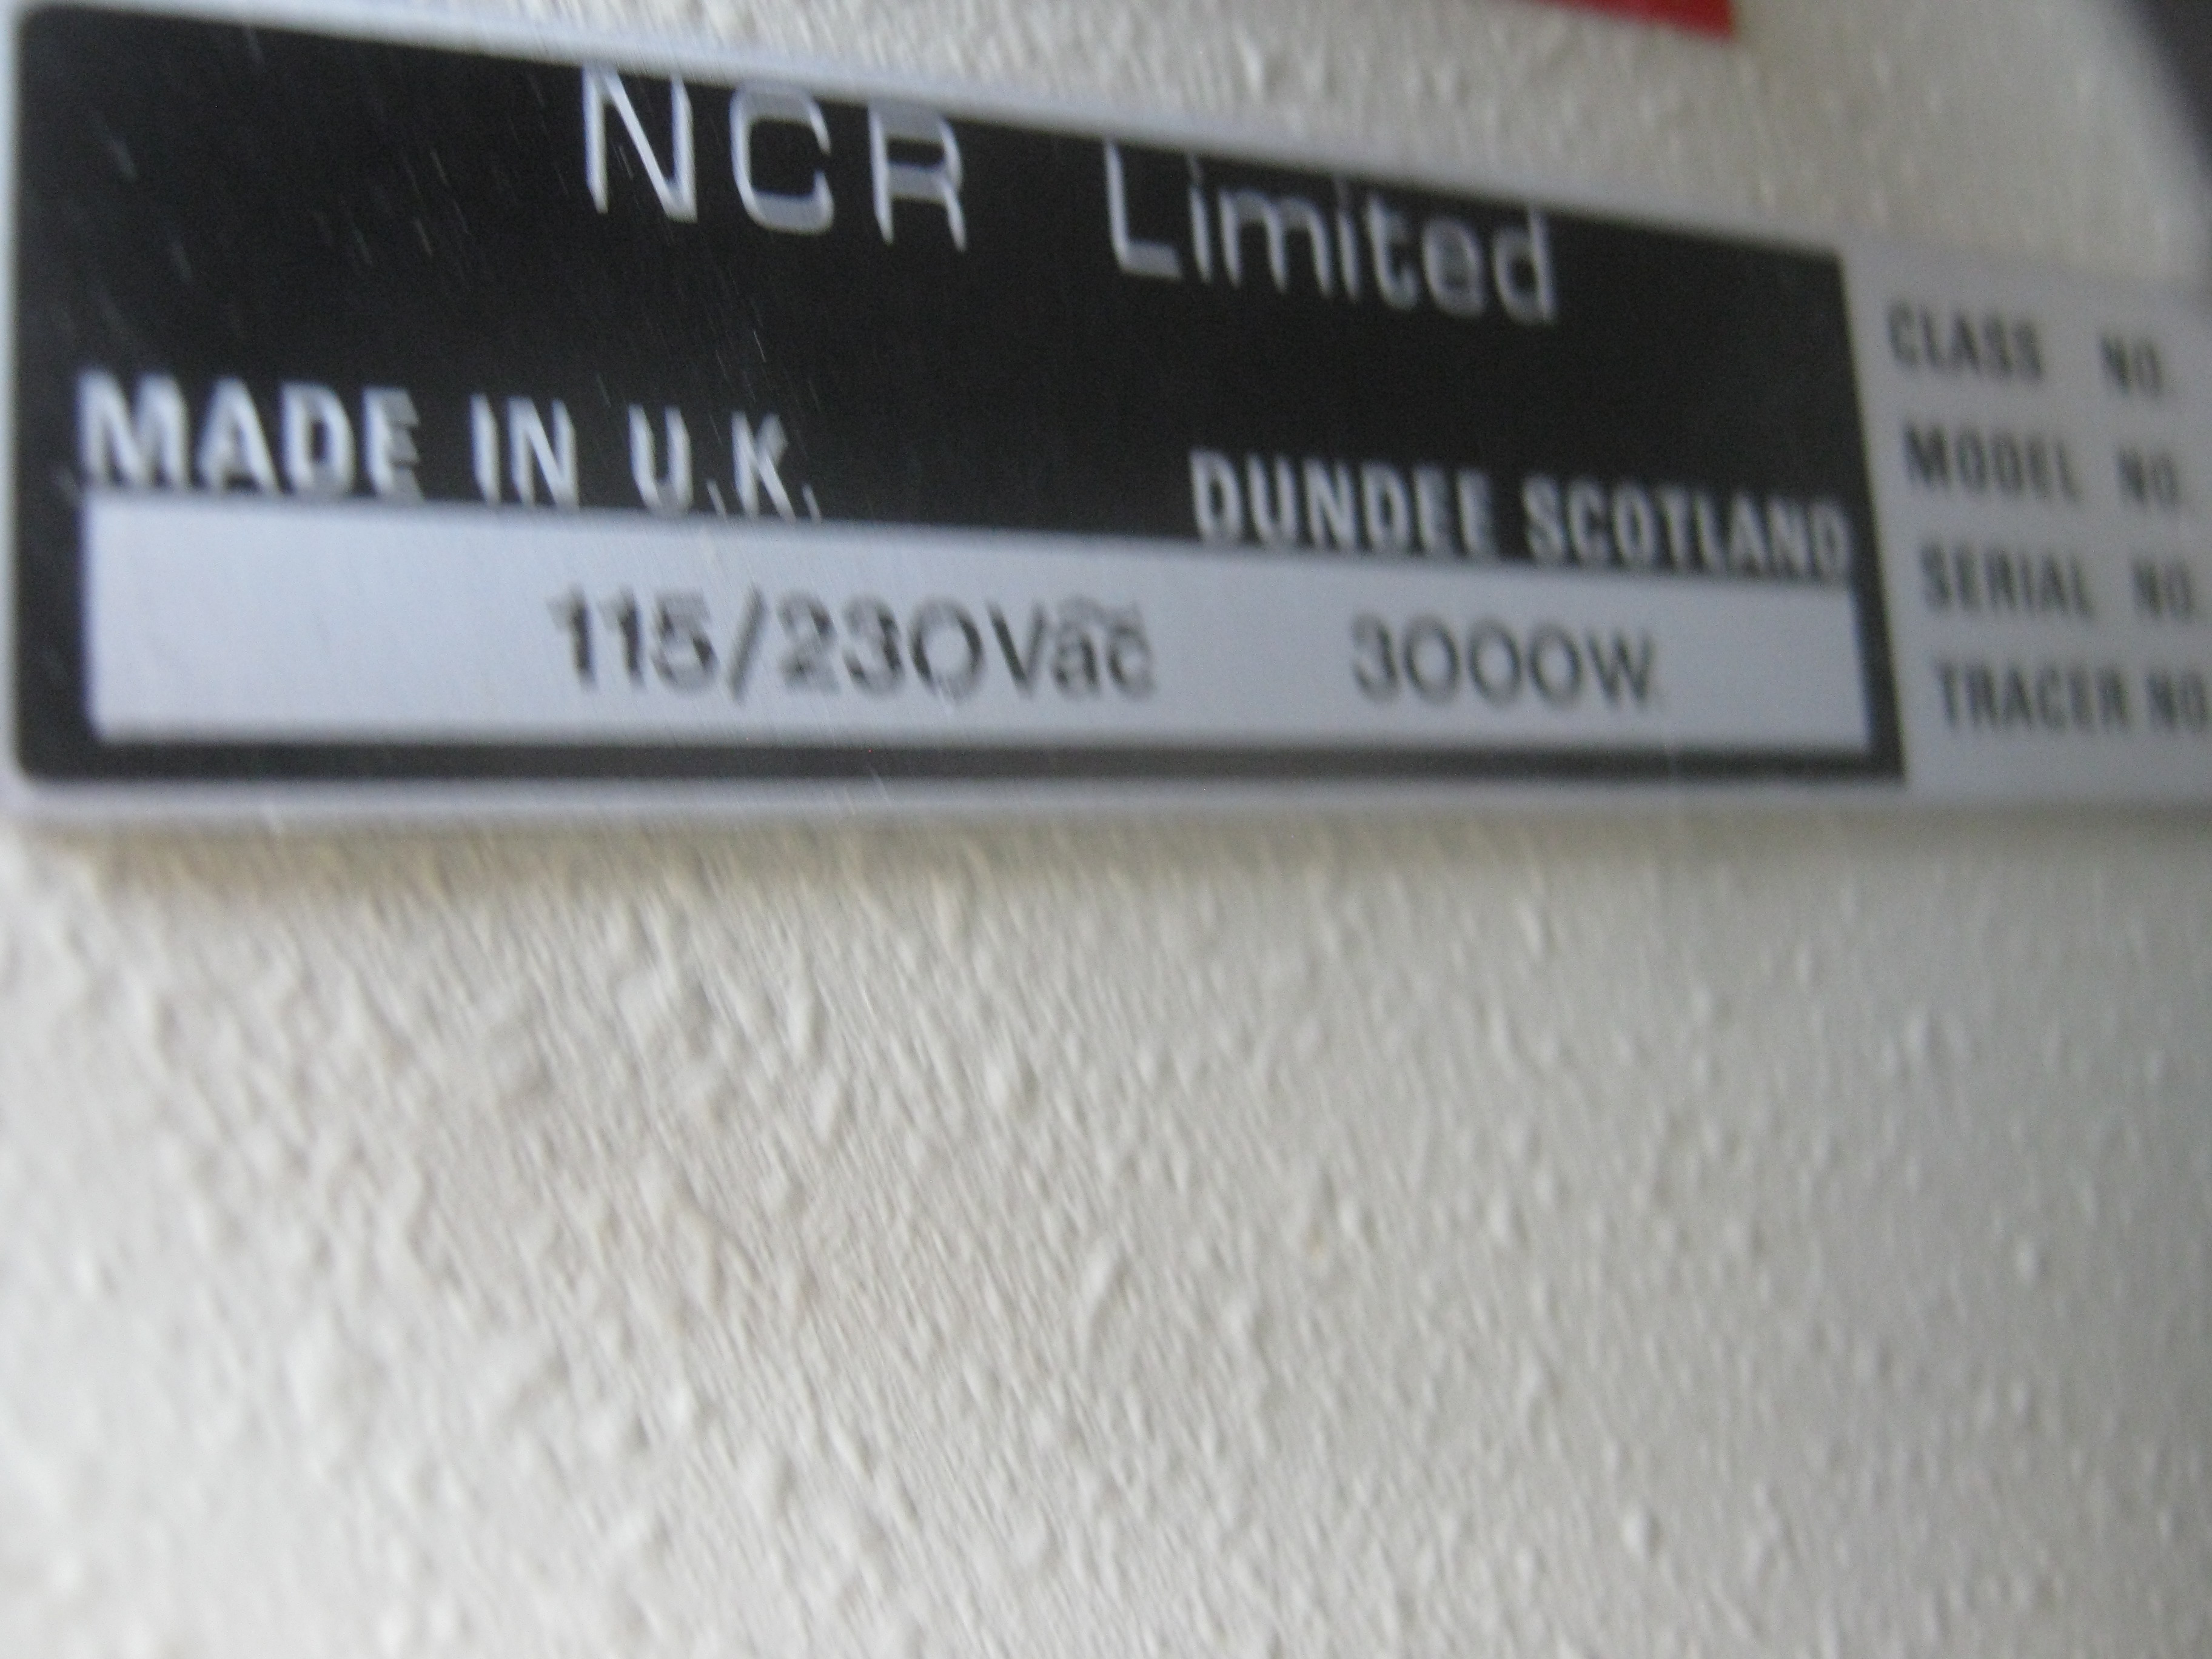 NCR Limited
MADE IN U.K.
DUNDEE SCOTLAND
115/230Vac 3000W
CLASS NO.
MODEL NO.
SERIAL NO.
TRACER NO